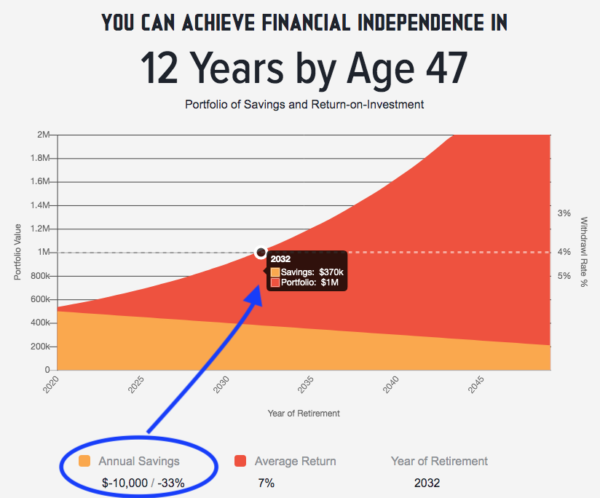 YOU CAN ACHIEVE FINANCIAL INDEPENDENCE IN
12 Years by Age 47
Portfolio of Savings and Return-on-Investment
2M
1.8M
1.6M
1.4M
1.2M
1M
800k
600k
400k
200k
0
Portfolio Value
2032
Savings: $370k
Portfolio: $1M
3%
4%
5%
Withdrawl Rate %
2020
2025
2030
2035
2040
2045
Year of Retirement
Annual Savings
$-10,000 / -33%
Average Return
7%
Year of Retirement
2032